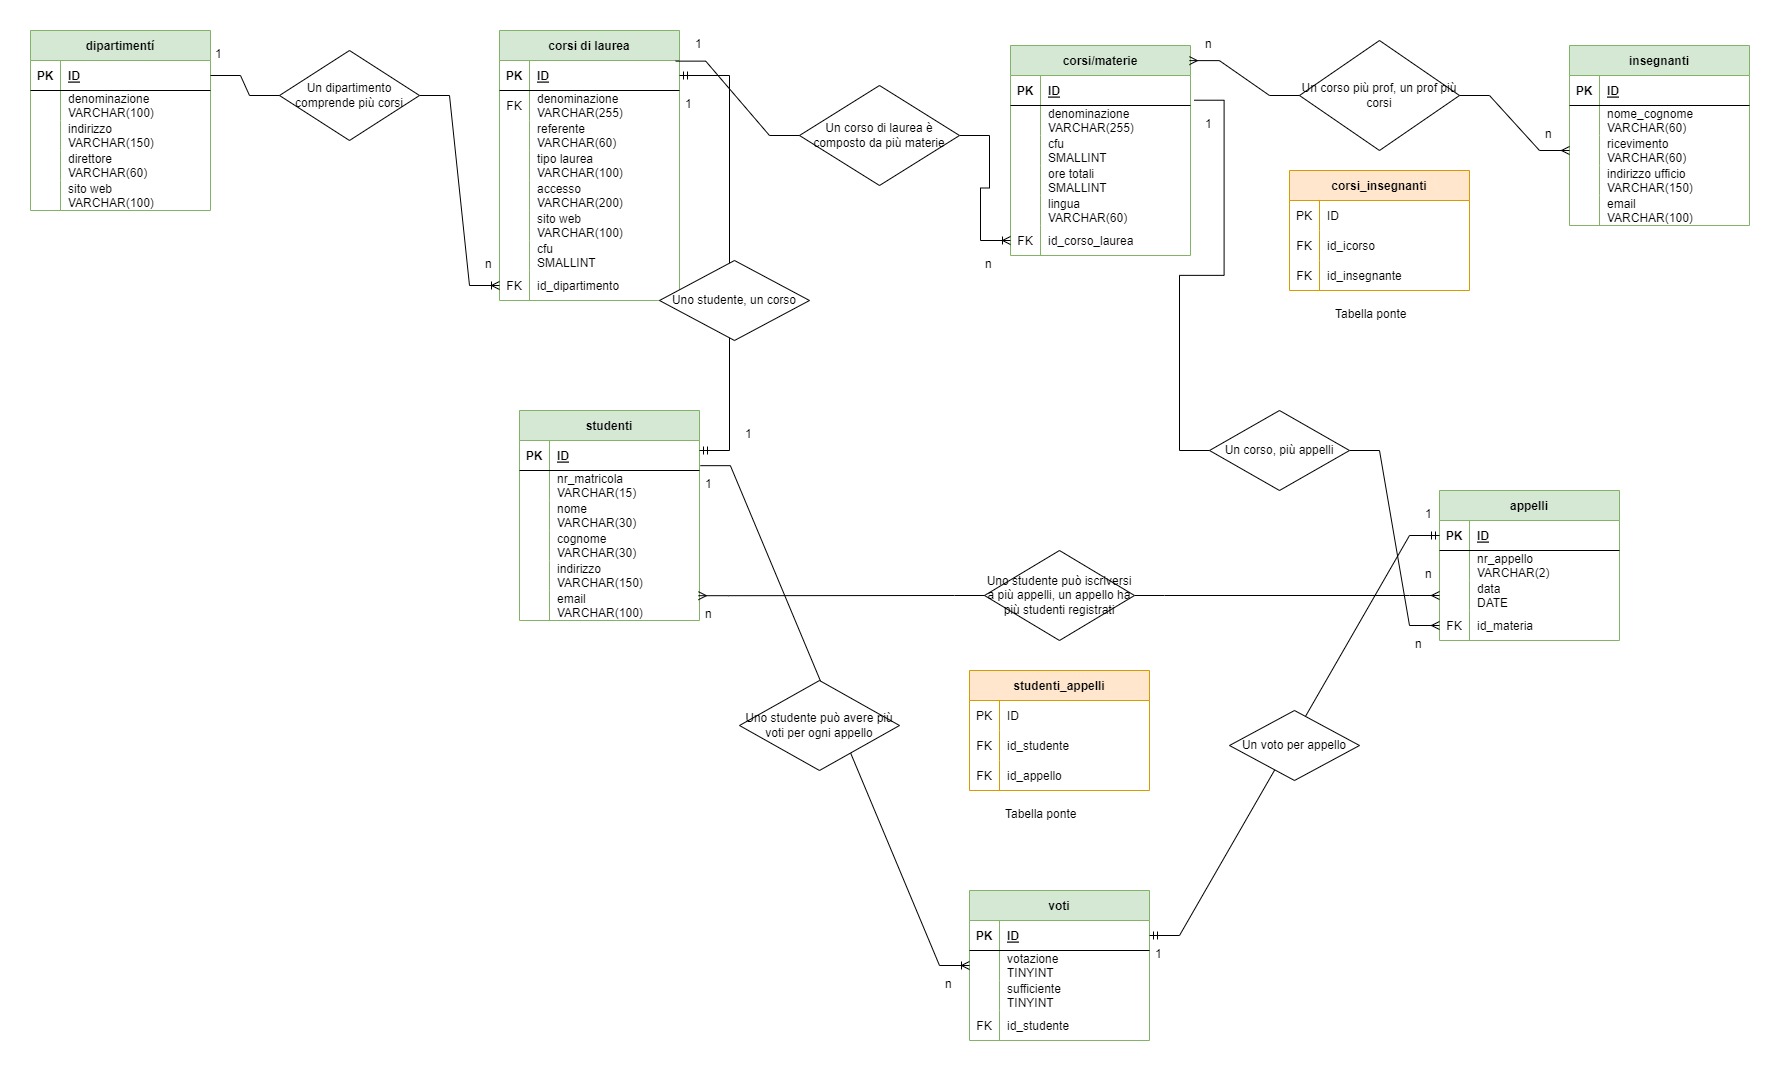 dipartimentí
PK ID
denominazione
VARCHAR(100)
indirizzo
VARCHAR(150)
direttore
VARCHAR(60)
sito web
VARCHAR(100)
1
Un dipartimento
comprende più corsi
n
corsi di laurea
PK ID
FK
denominazione
VARCHAR(255)
referente
VARCHAR(60)
tipo laurea
VARCHAR(100)
accesso
VARCHAR(200)
sito web
VARCHAR(100)
cfu
SMALLINT
FK id_dipartimento
1
1
Un corso di laurea è
composto da più materie
n
Uno studente, un corso
1
corsi/materie
PK ID
denominazione
VARCHAR(255)
cfu
SMALLINT
ore totali
SMALLINT
lingua
VARCHAR(60)
FK id_corso_laurea
n
1
Un corso più prof, un prof più
corsi
n
insegnanti
PK ID
nome_cognome
VARCHAR(60)
ricevimento
VARCHAR(60)
indirizzo ufficio
VARCHAR(150)
email
VARCHAR(100)
corsi_insegnanti
PK ID
FK id_icorso
FK id_insegnante
Tabella ponte
studenti
PK ID
nr_matricola
VARCHAR(15)
nome
VARCHAR(30)
cognome
VARCHAR(30)
indirizzo
VARCHAR(150)
email
VARCHAR(100)
1
n
Un corso, più appelli
Uno studente può iscriversi
a più appelli, un appello ha
più studenti registrati
1
n
n
appelli
PK ID
nr_appello
VARCHAR(2)
data
DATE
FK id_materia
studenti_appelli
PK ID
FK id_studente
FK id_appello
Tabella ponte
Uno studente può avere più
voti per ogni appello
Un voto per appello
n
1
voti
PK ID
votazione
TINYINT
sufficiente
TINYINT
FK id_studente